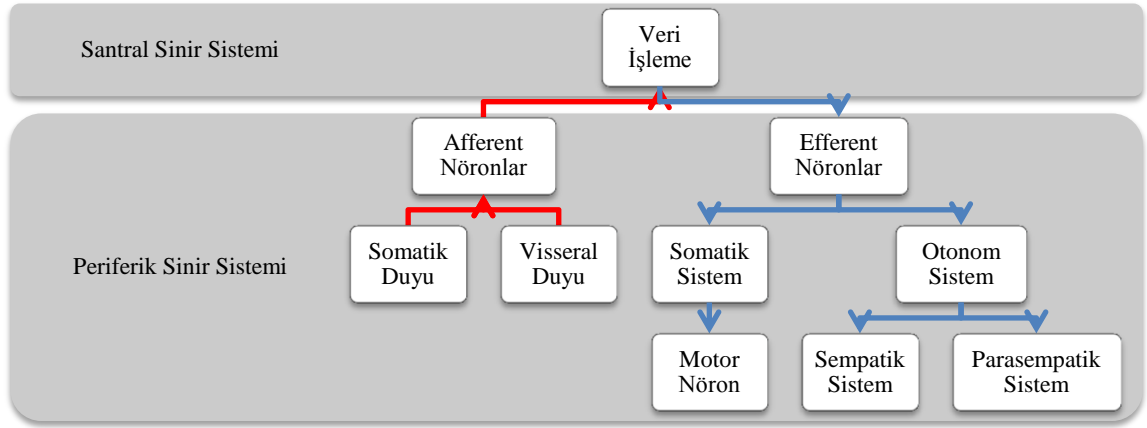 Santral Sinir Sistemi
Veri
İşleme
Afferent
Nöronlar
Efferent
Nöronlar
Periferik Sinir Sistemi
Somatik
Duyu
Visseral
Duyu
Somatik
Sistem
Otonom
Sistem
Motor
Nöron
Sempatik
Sistem
Parasempatik
Sistem